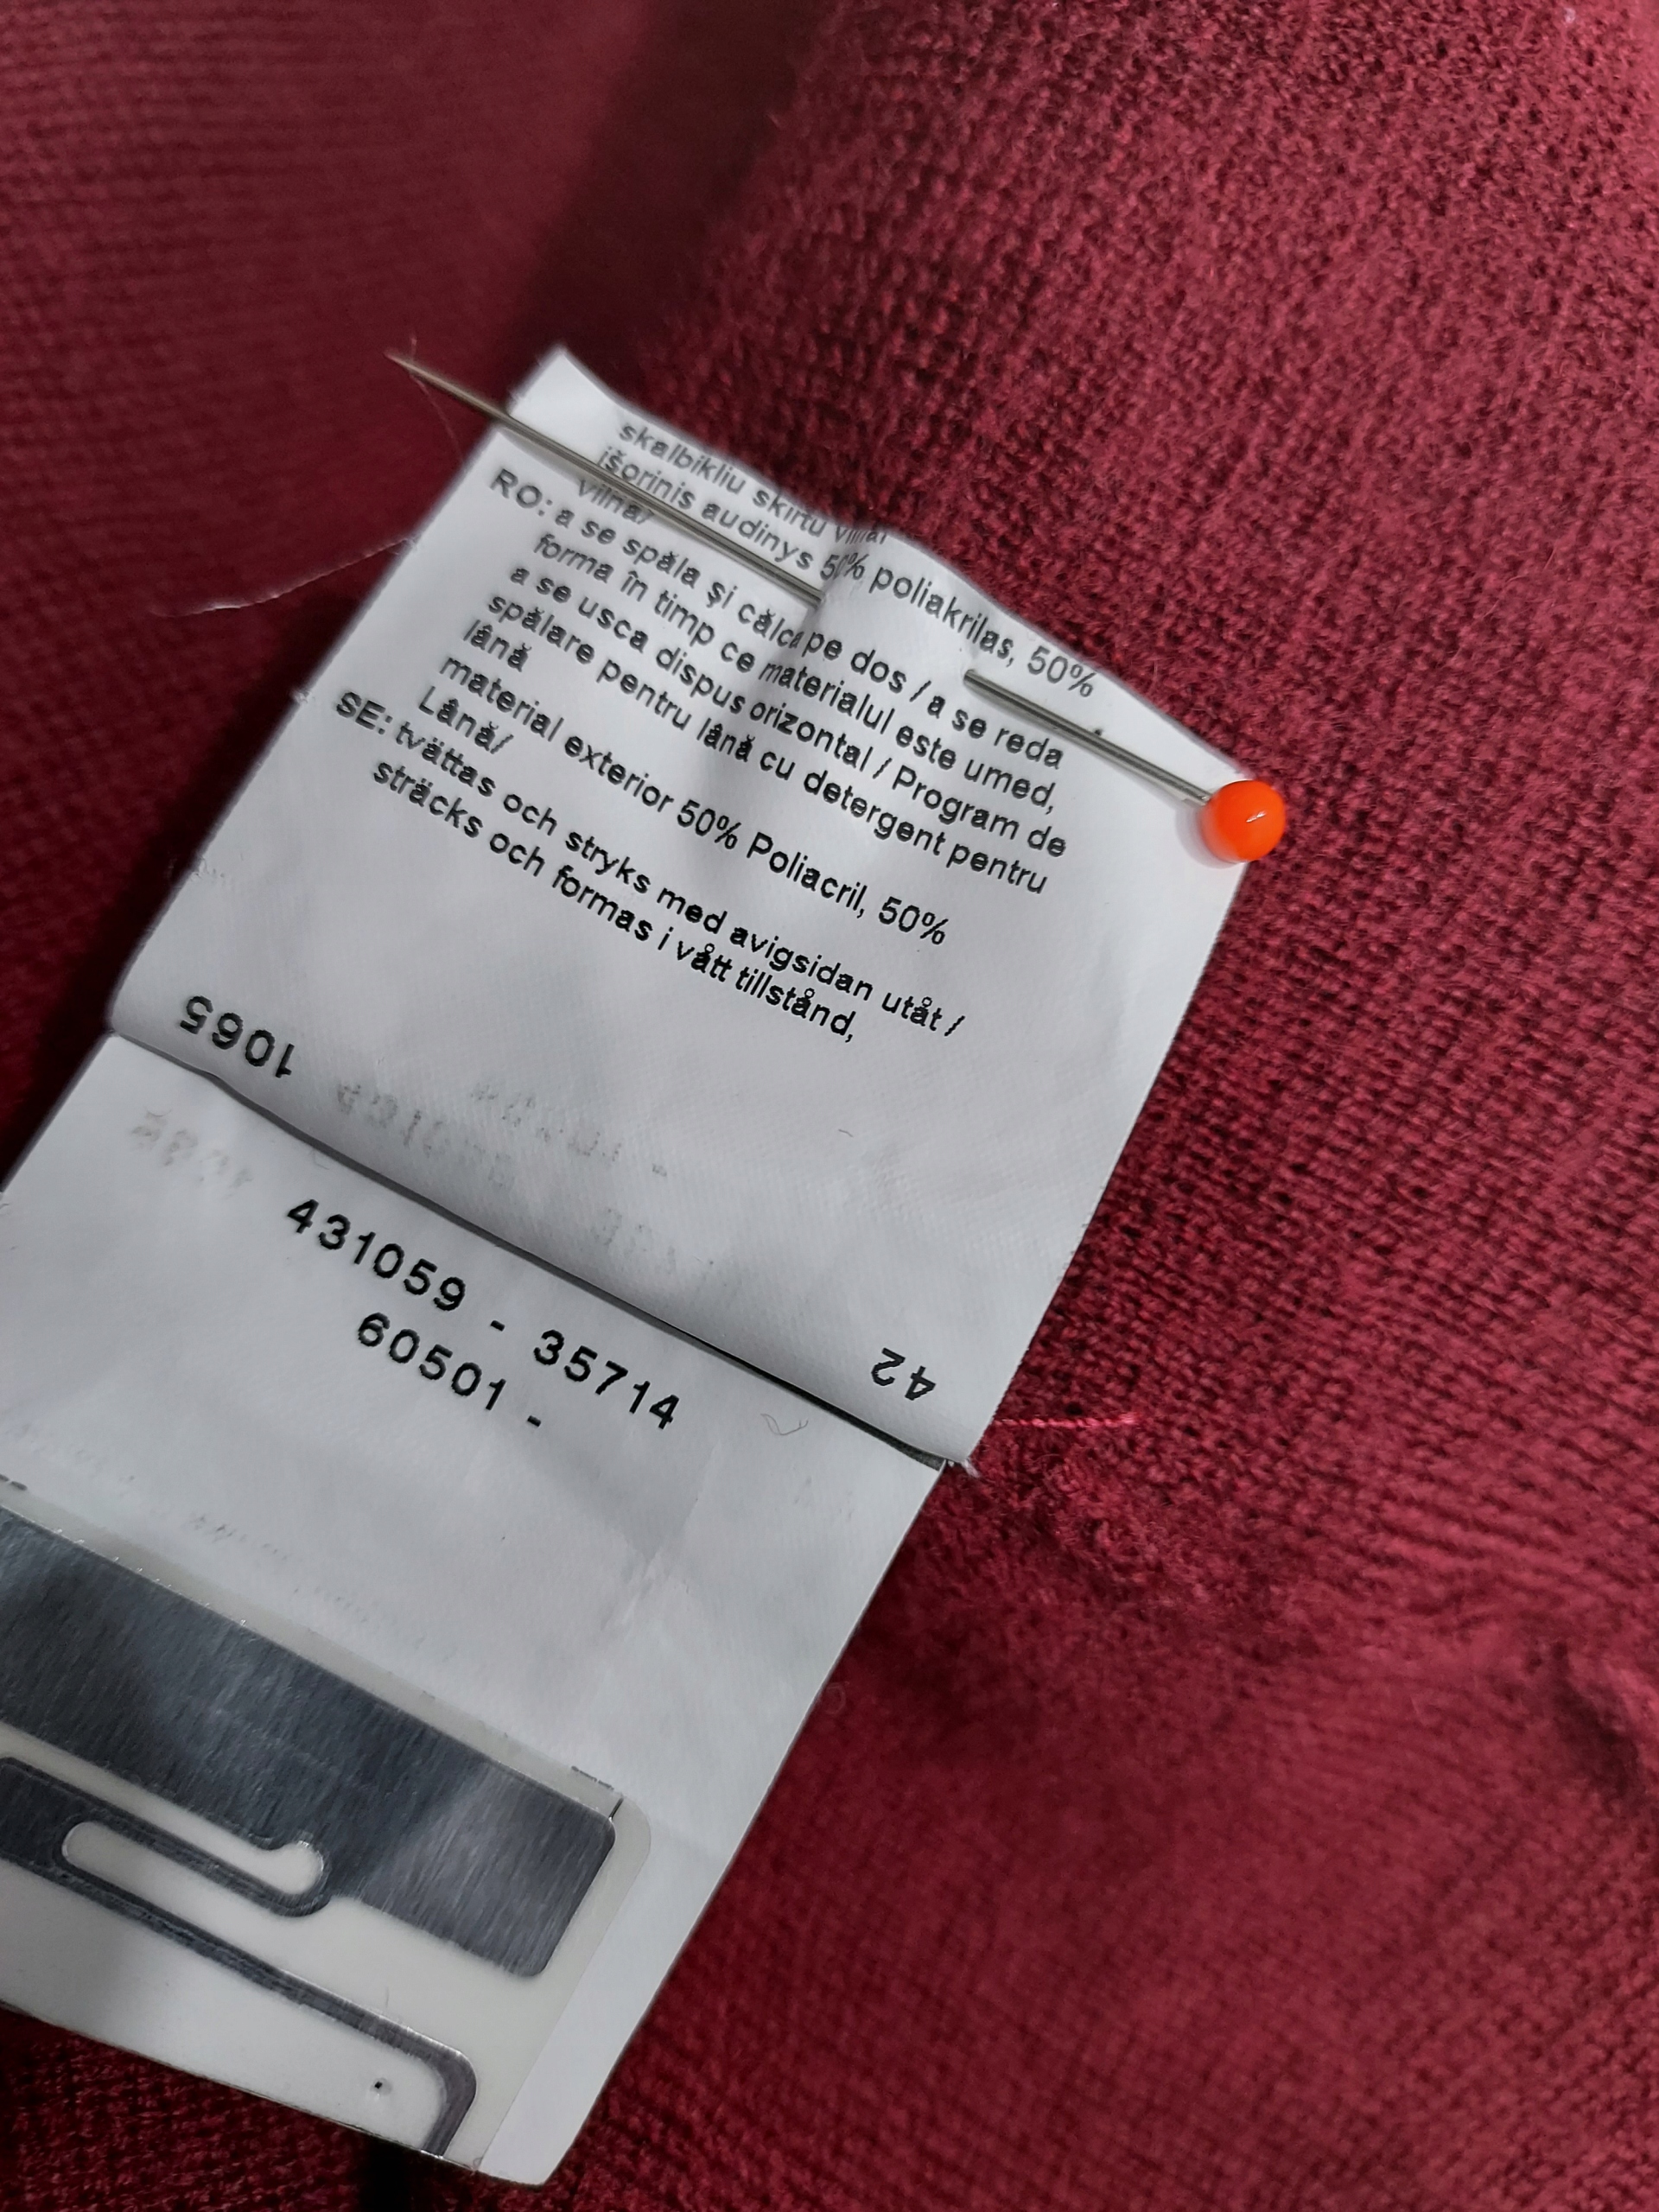 skalbikliu skirtu
išorinis audinys 50% poliakrilas, 50%
vilna/
RO: a se spăla şi călca pe dos / a se reda
forma în timp ce materialul este umed,
a se usca dispus orizontal / Program de
spălare pentru lână cu detergent pentru
lână
material exterior 50% Poliacril, 50%
Lână/
SE: tvättas och stryks med avigsidan utåt /
sträcks och formas i vått tillstånd,
1065
42
431059 - 35714
60501 -